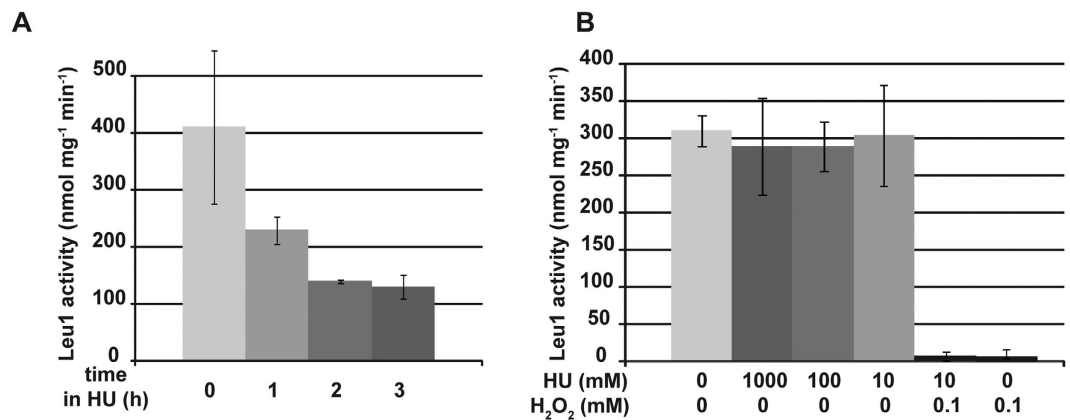 A
Leu1 activity (nmol mg⁻¹ min⁻¹)
500
400
300
200
100
0
time
in HU (h) 0 1 2 3
B
Leu1 activity (nmol mg⁻¹ min⁻¹)
400
350
300
250
200
150
100
50
0
HU (mM) 0 1000 100 10 10 0
H₂O₂ (mM) 0 0 0 0 0.1 0.1